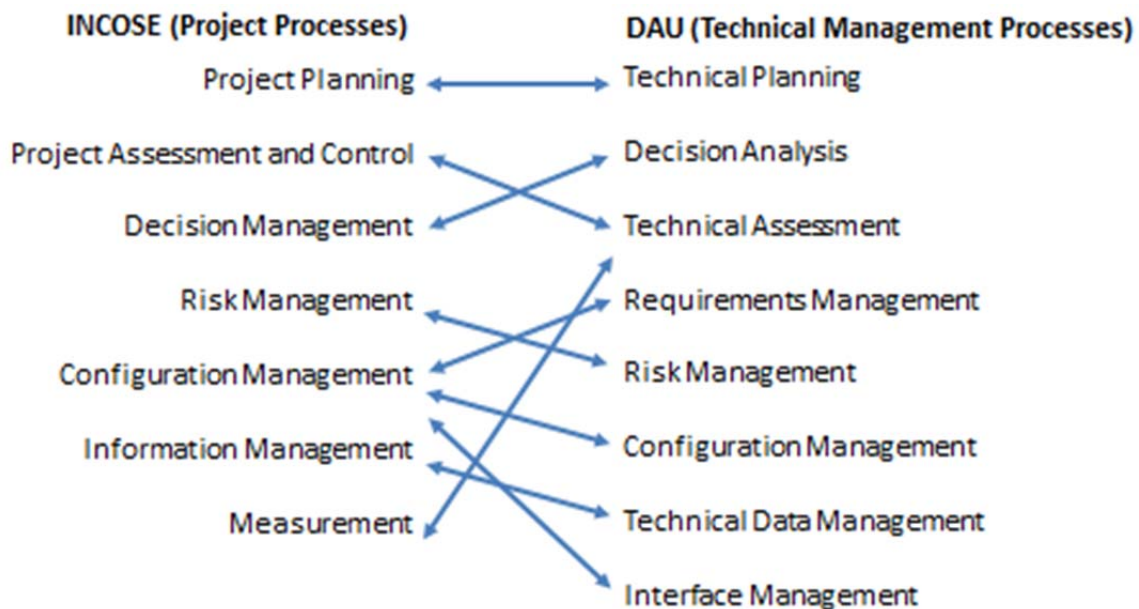 INCOSE (Project Processes)
DAU (Technical Management Processes)
Project Planning
Technical Planning
Project Assessment and Control
Decision Analysis
Decision Management
Technical Assessment
Risk Management
Requirements Management
Configuration Management
Risk Management
Information Management
Configuration Management
Measurement
Technical Data Management
Interface Management